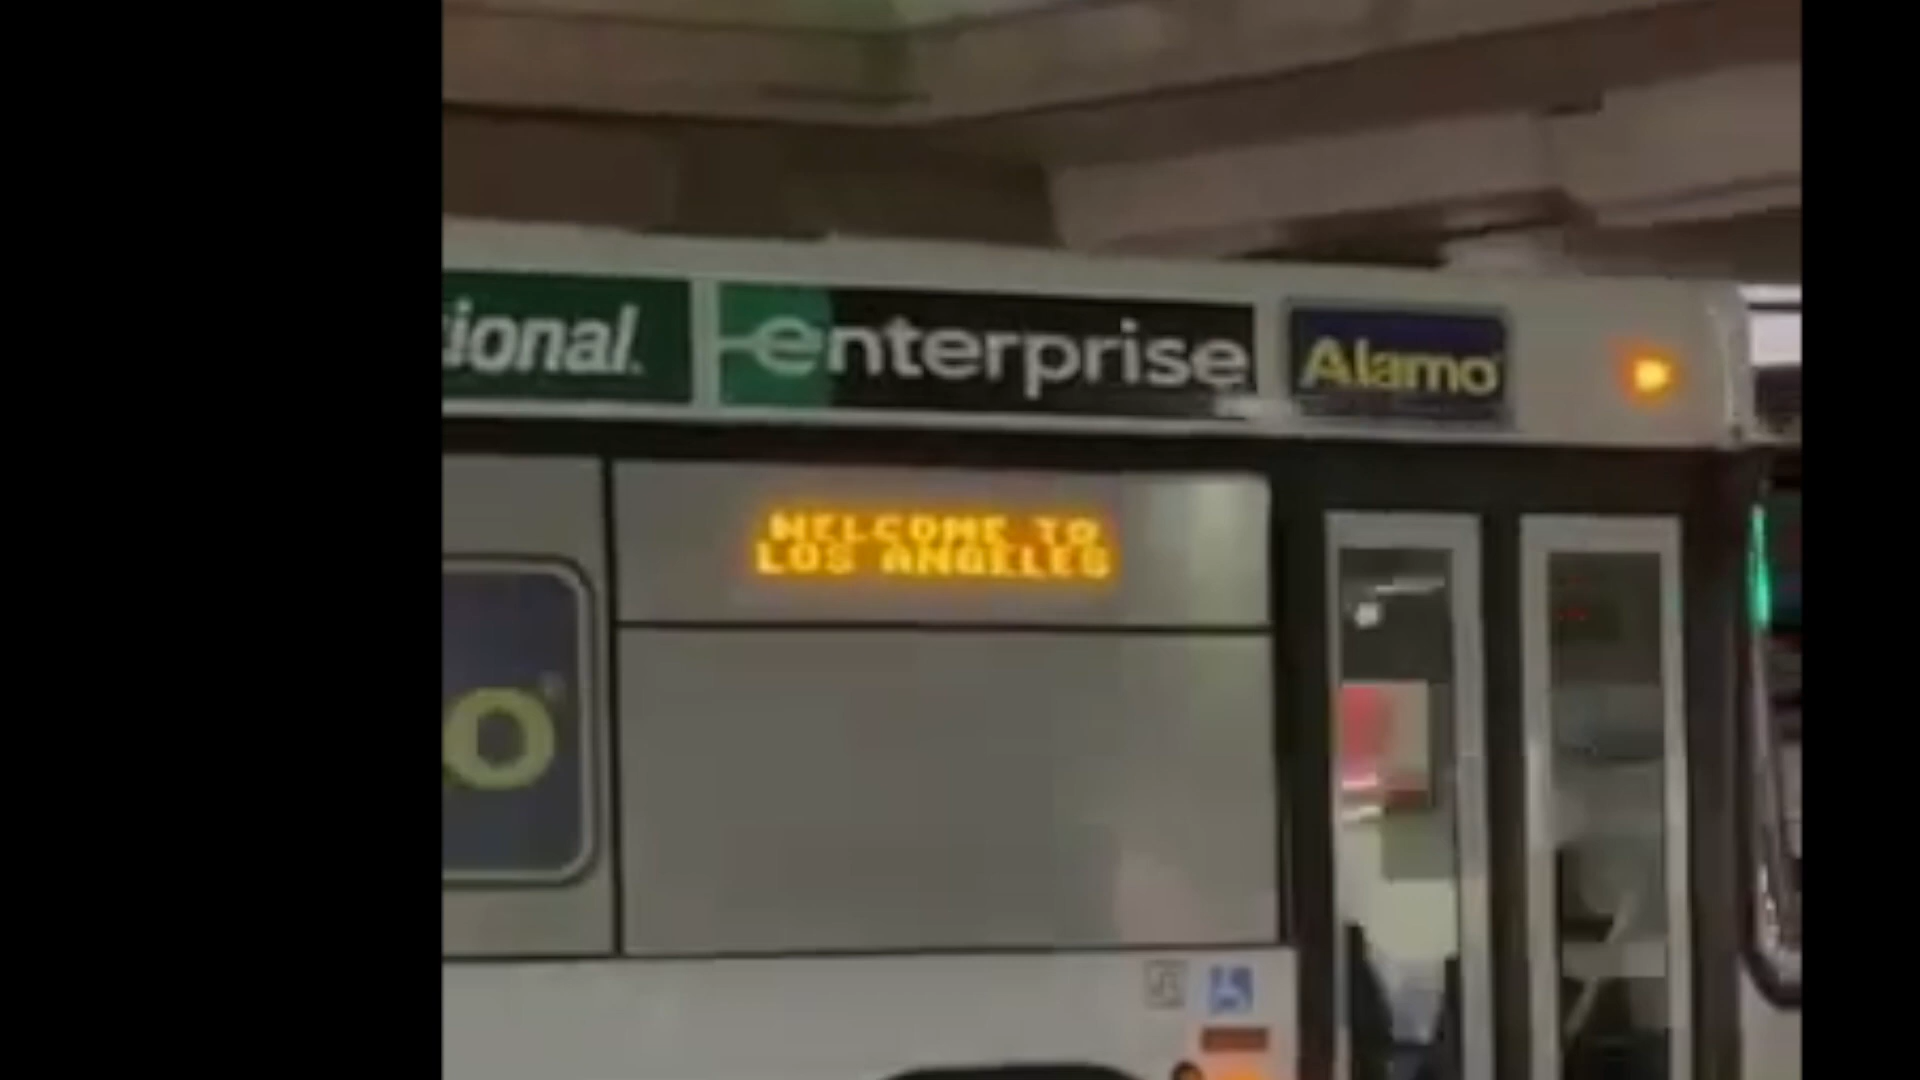 ional.
enterprise
Alamo
WELCOME TO
LOS ANGELES
o